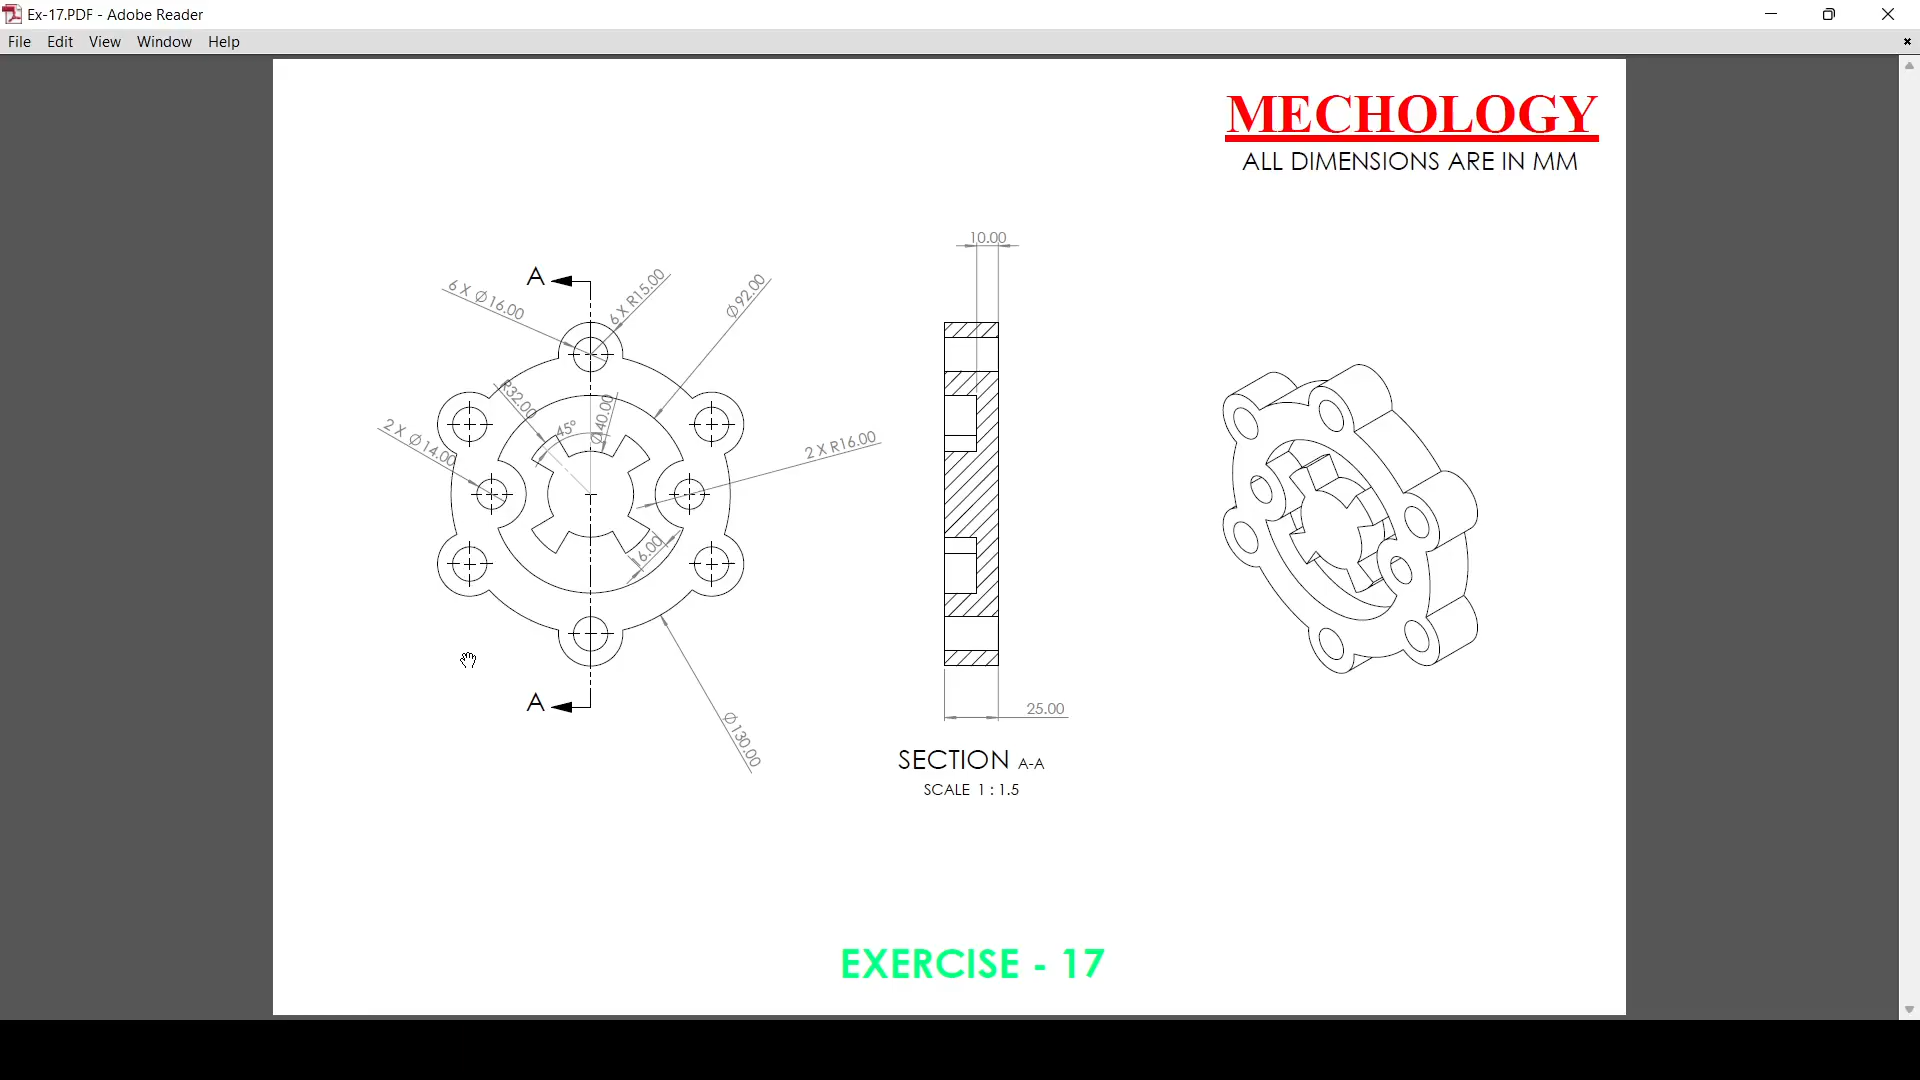 Ex-17.PDF - Adobe Reader
File Edit View Window Help
MECHOLOGY
ALL DIMENSIONS ARE IN MM
10.00
A
6 X Ø16.00
6 X R15.00
Ø92.00
R32.00
45°
Ø40.00
2 X Ø14.00
2 X R16.00
16.00
A
Ø130.00
25.00
SECTION A-A
SCALE 1 : 1.5
EXERCISE - 17